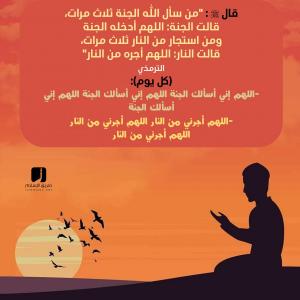 قال ﷺ : "من سأل الله الجنة ثلاث مرات،
قالت الجنة: اللهم أدخله الجنة
ومن استجار من النار ثلاث مرات،
قالت النار: اللهم أجره من النار"
الترمذي
(كل يوم):
-اللهم إني أسألك الجنة اللهم إني أسألك الجنة اللهم إني
أسألك الجنة
-اللهم أجرني من النار اللهم أجرني من النار
اللهم أجرني من النار
طريق الإسلام